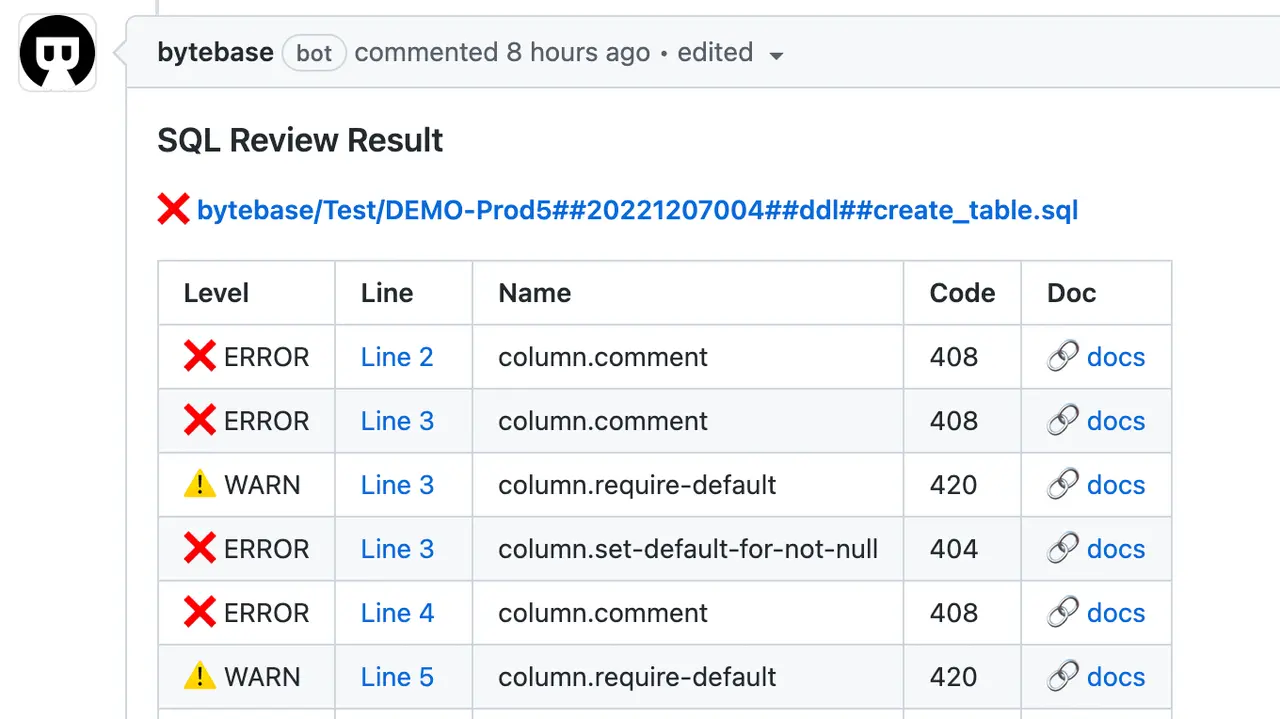 bytebase bot commented 8 hours ago • edited
SQL Review Result
❌ bytebase/Test/DEMO-Prod5##20221207004##ddl##create_table.sql
Level Line Name Code Doc
❌ ERROR Line 2 column.comment 408 🔗 docs
❌ ERROR Line 3 column.comment 408 🔗 docs
⚠️ WARN Line 3 column.require-default 420 🔗 docs
❌ ERROR Line 3 column.set-default-for-not-null 404 🔗 docs
❌ ERROR Line 4 column.comment 408 🔗 docs
⚠️ WARN Line 5 column.require-default 420 🔗 docs